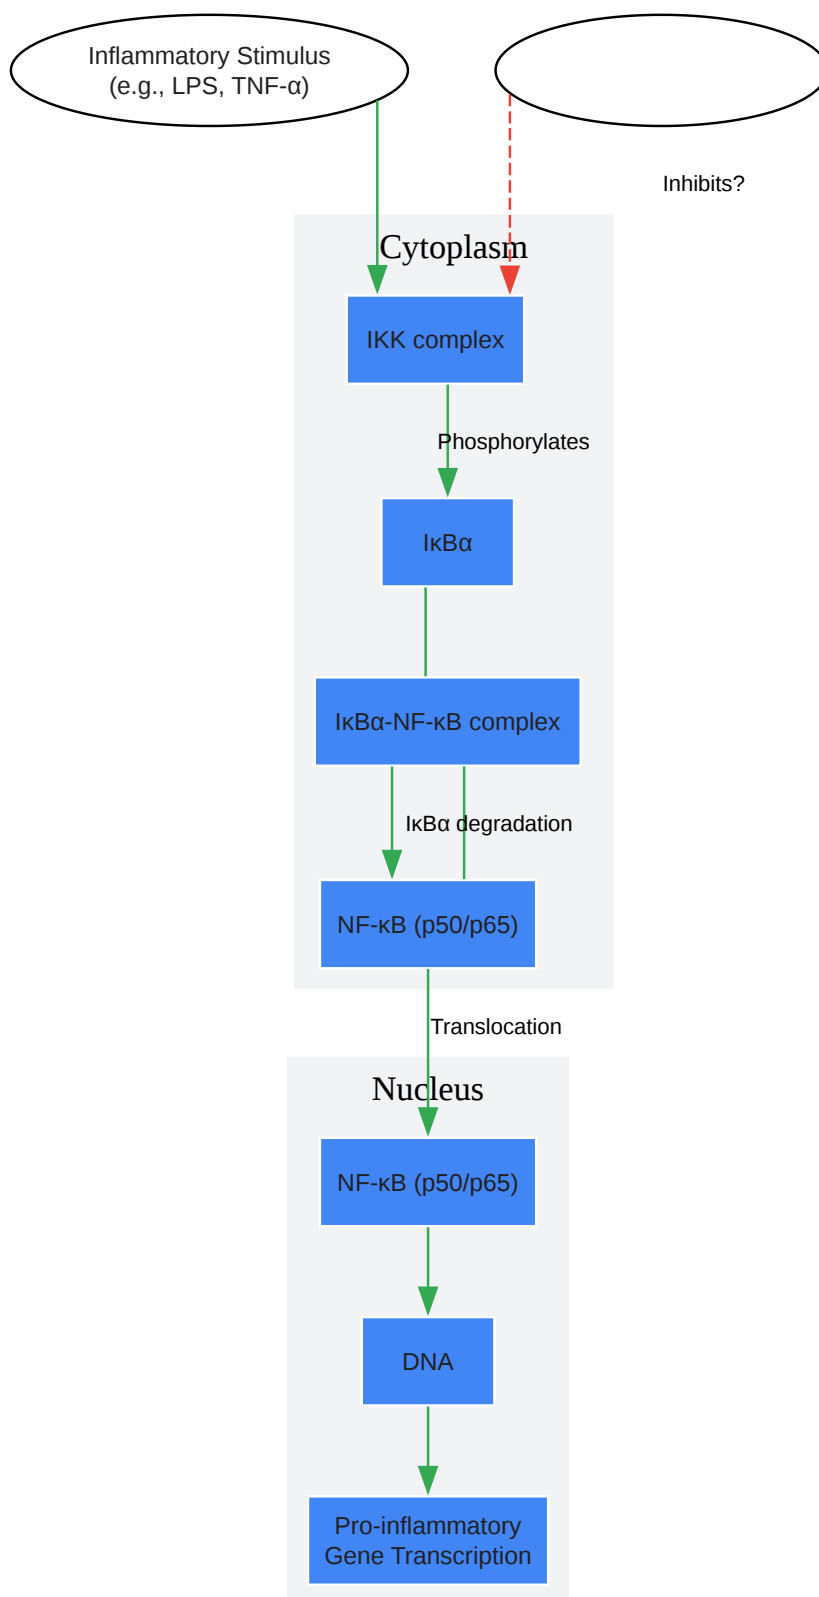 Inflammatory Stimulus
(e.g., LPS, TNF-α)
Inhibits?
Cytoplasm
IKK complex
Phosphorylates
IκBα
IκBα-NF-κB complex
IκBα degradation
NF-κB (p50/p65)
Translocation
Nucleus
NF-κB (p50/p65)
DNA
Pro-inflammatory
Gene Transcription